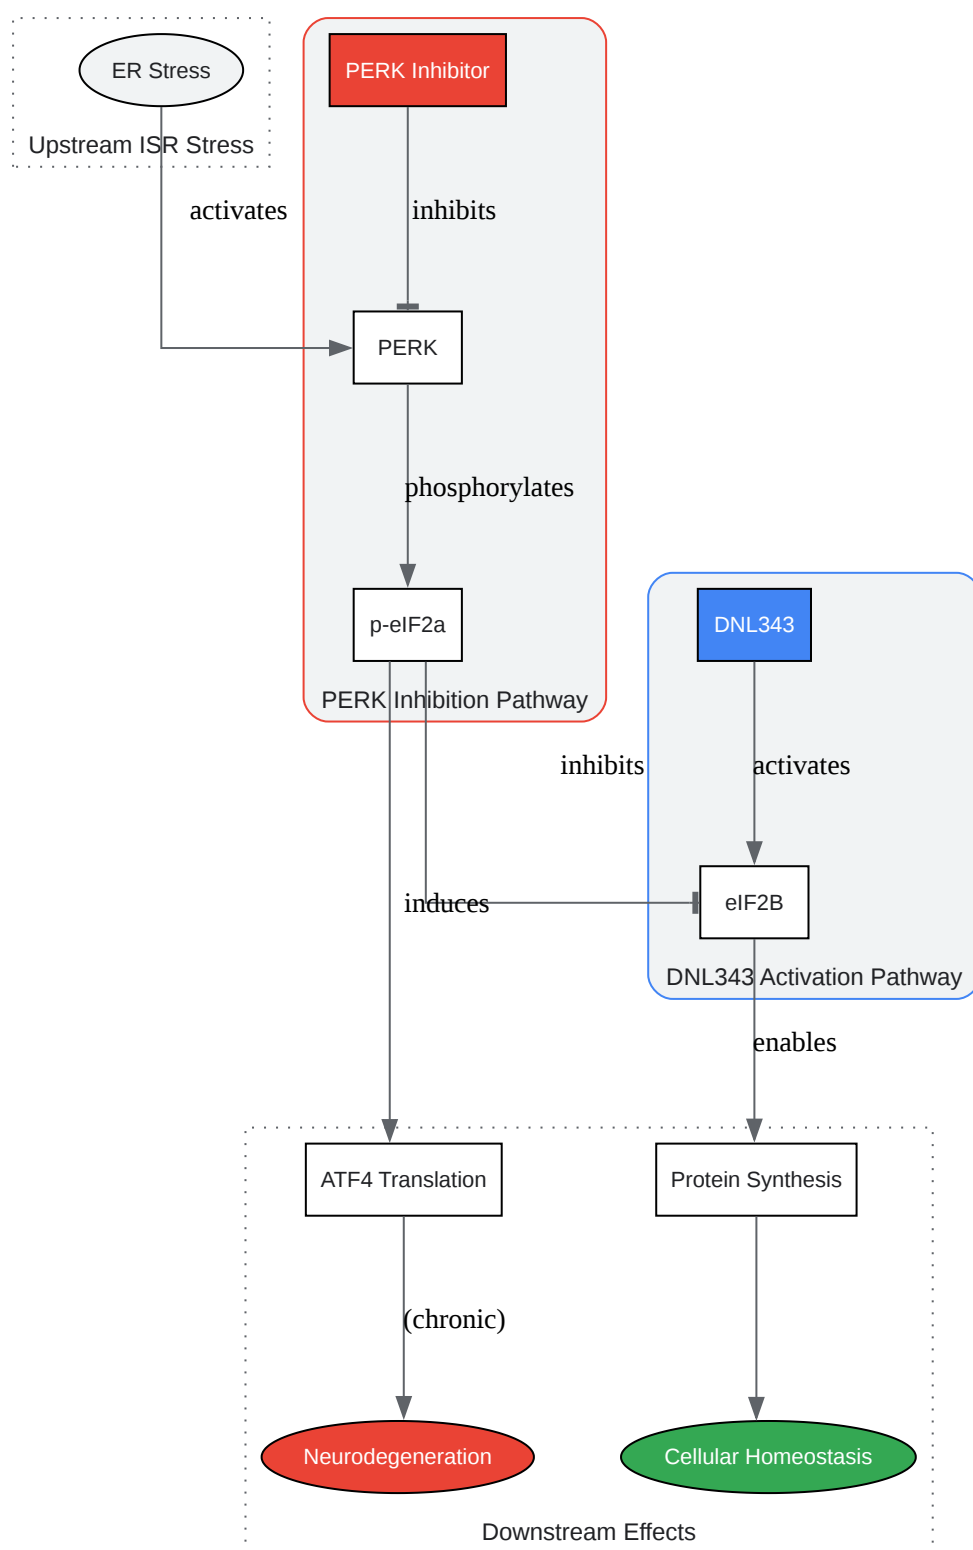 ER Stress
PERK Inhibitor
Upstream ISR Stress
activates
inhibits
PERK
phosphorylates
p-eIF2a
DNL343
PERK Inhibition Pathway
inhibits
activates
induces
eIF2B
DNL343 Activation Pathway
enables
ATF4 Translation
Protein Synthesis
(chronic)
Neurodegeneration
Cellular Homeostasis
Downstream Effects